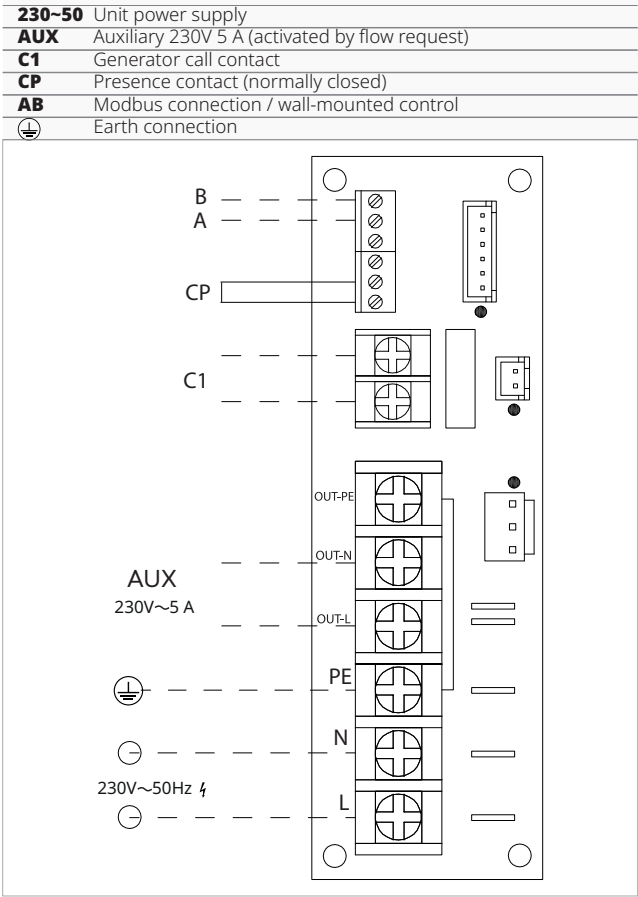 230~50 Unit power supply
AUX Auxiliary 230V 5 A (activated by flow request)
C1 Generator call contact
CP Presence contact (normally closed)
AB Modbus connection / wall-mounted control
Earth connection
B
A
CP
C1
OUT-PE
OUT-N
AUX
230V~5 A
OUT-L
PE
N
230V~50Hz
L